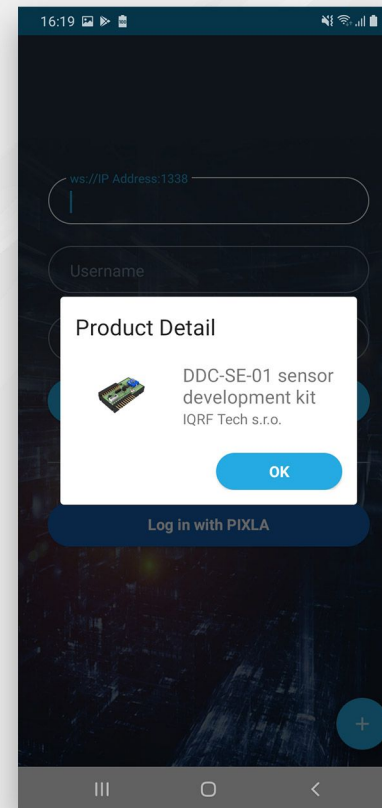 16:19
ws://IP Address:1338
Username
Product Detail
DDC-SE-01 sensor
development kit
IQRF Tech s.r.o.
OK
Log in with PIXLA
+